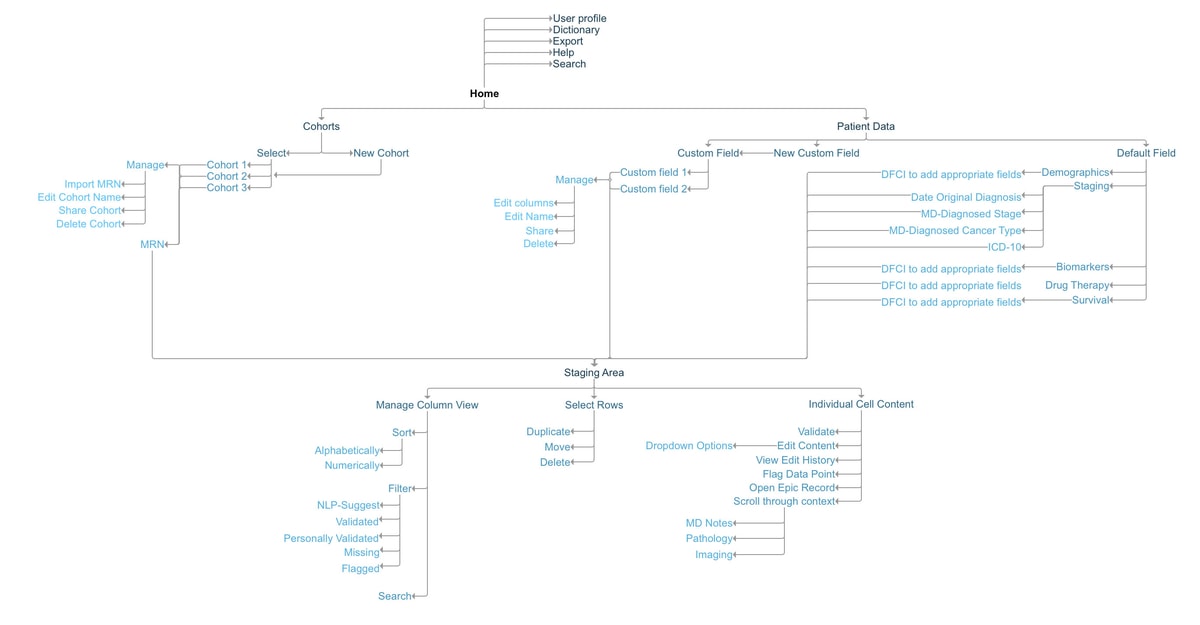 User profile
Dictionary
Export
Help
Search
Home
Cohorts
Patient Data
Select
New Cohort
Custom Field
New Custom Field
Default Field
Manage
Cohort 1
Cohort 2
Cohort 3
Import MRN
Edit Cohort Name
Share Cohort
Delete Cohort
MRN
Manage
Custom field 1
Custom field 2
Edit columns
Edit Name
Share
Delete
DFCI to add appropriate fields
Demographics
Staging
Date Original Diagnosis
MD-Diagnosed Stage
MD-Diagnosed Cancer Type
ICD-10
DFCI to add appropriate fields
Biomarkers
DFCI to add appropriate fields
Drug Therapy
DFCI to add appropriate fields
Survival
Staging Area
Manage Column View
Select Rows
Individual Cell Content
Sort
Alphabetically
Numerically
Filter
NLP-Suggest
Validated
Personally Validated
Missing
Flagged
Search
Duplicate
Move
Delete
Validate
Dropdown Options
Edit Content
View Edit History
Flag Data Point
Open Epic Record
Scroll through context
MD Notes
Pathology
Imaging